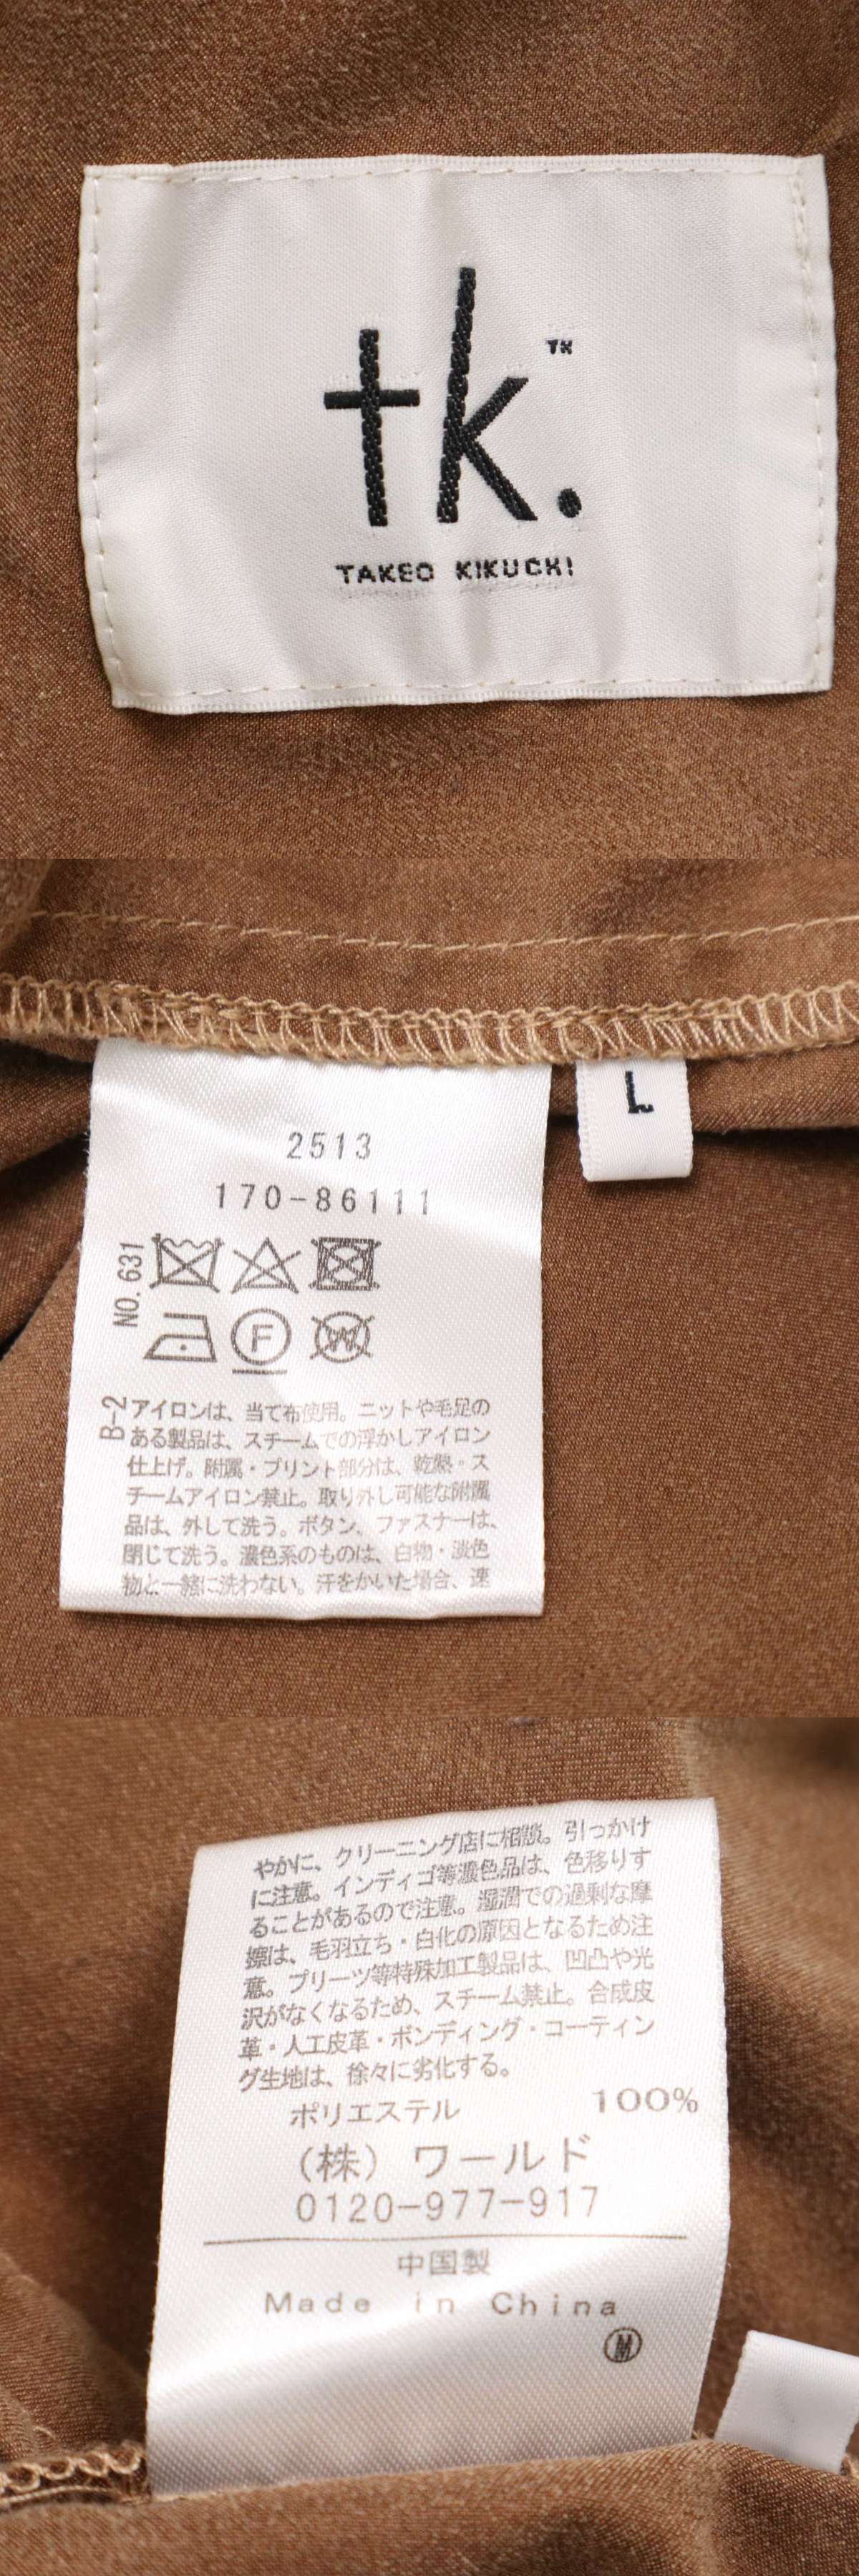 tk.
TM
TAKEO KIKUCHI
L
2513
170-86111
NO. 631
F
W
B-2
アイロンは、当て布使用。ニットや毛足の
ある製品は、スチームでの浮かしアイロン
仕上げ。附属・プリント部分は、乾熱・ス
チームアイロン禁止。取り外し可能な附属
品は、外して洗う。ボタン、ファスナーは、
閉じて洗う。濃色系のものは、白物・淡色
物と一緒に洗わない。汗をかいた場合、速
やかに、クリーニング店に相談。引っかけ
に注意。インディゴ等濃色品は、色移りす
ることがあるので注意。湿潤での過剰な摩
擦は、毛羽立ち・白化の原因となるため注
意。プリーツ等特殊加工製品は、凹凸や光
沢がなくなるため、スチーム禁止。合成皮
革・人工皮革・ボンディング・コーティン
グ生地は、徐々に劣化する。
ポリエステル 100%
(株) ワールド
0120-977-917
中国製
Made in China
M